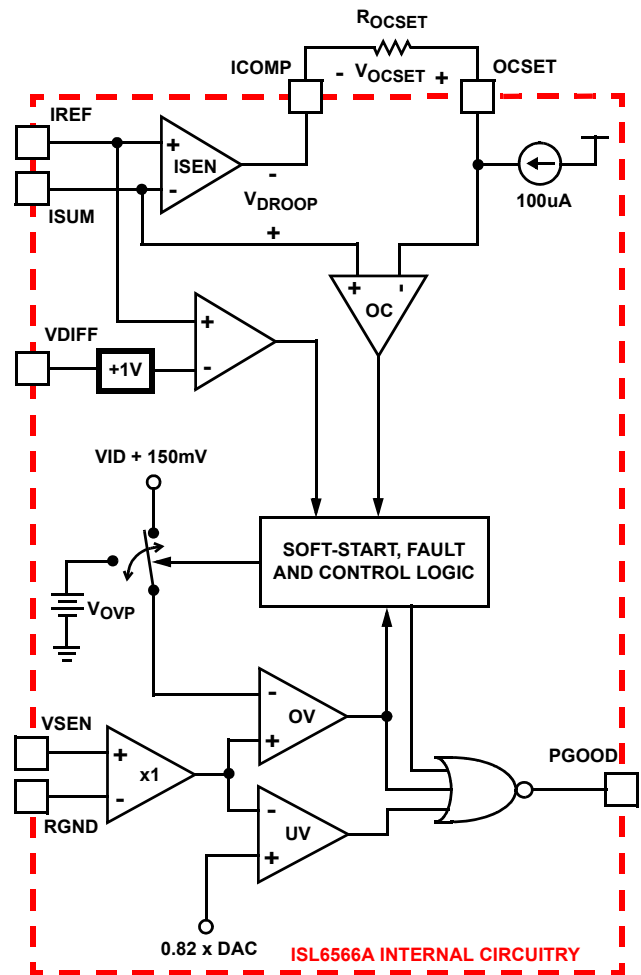 ROCSET
ICOMP - VOCSET + OCSET
IREF
+
ISEN
-
ISUM
-
VDROOP
+
100uA
+ -
OC
VDIFF
+1V
+
-
VID + 150mV
SOFT-START, FAULT
AND CONTROL LOGIC
VOVP
VSEN
+
x1
-
RGND
-
OV
+
-
UV
+
PGOOD
0.82 x DAC
ISL6566A INTERNAL CIRCUITRY